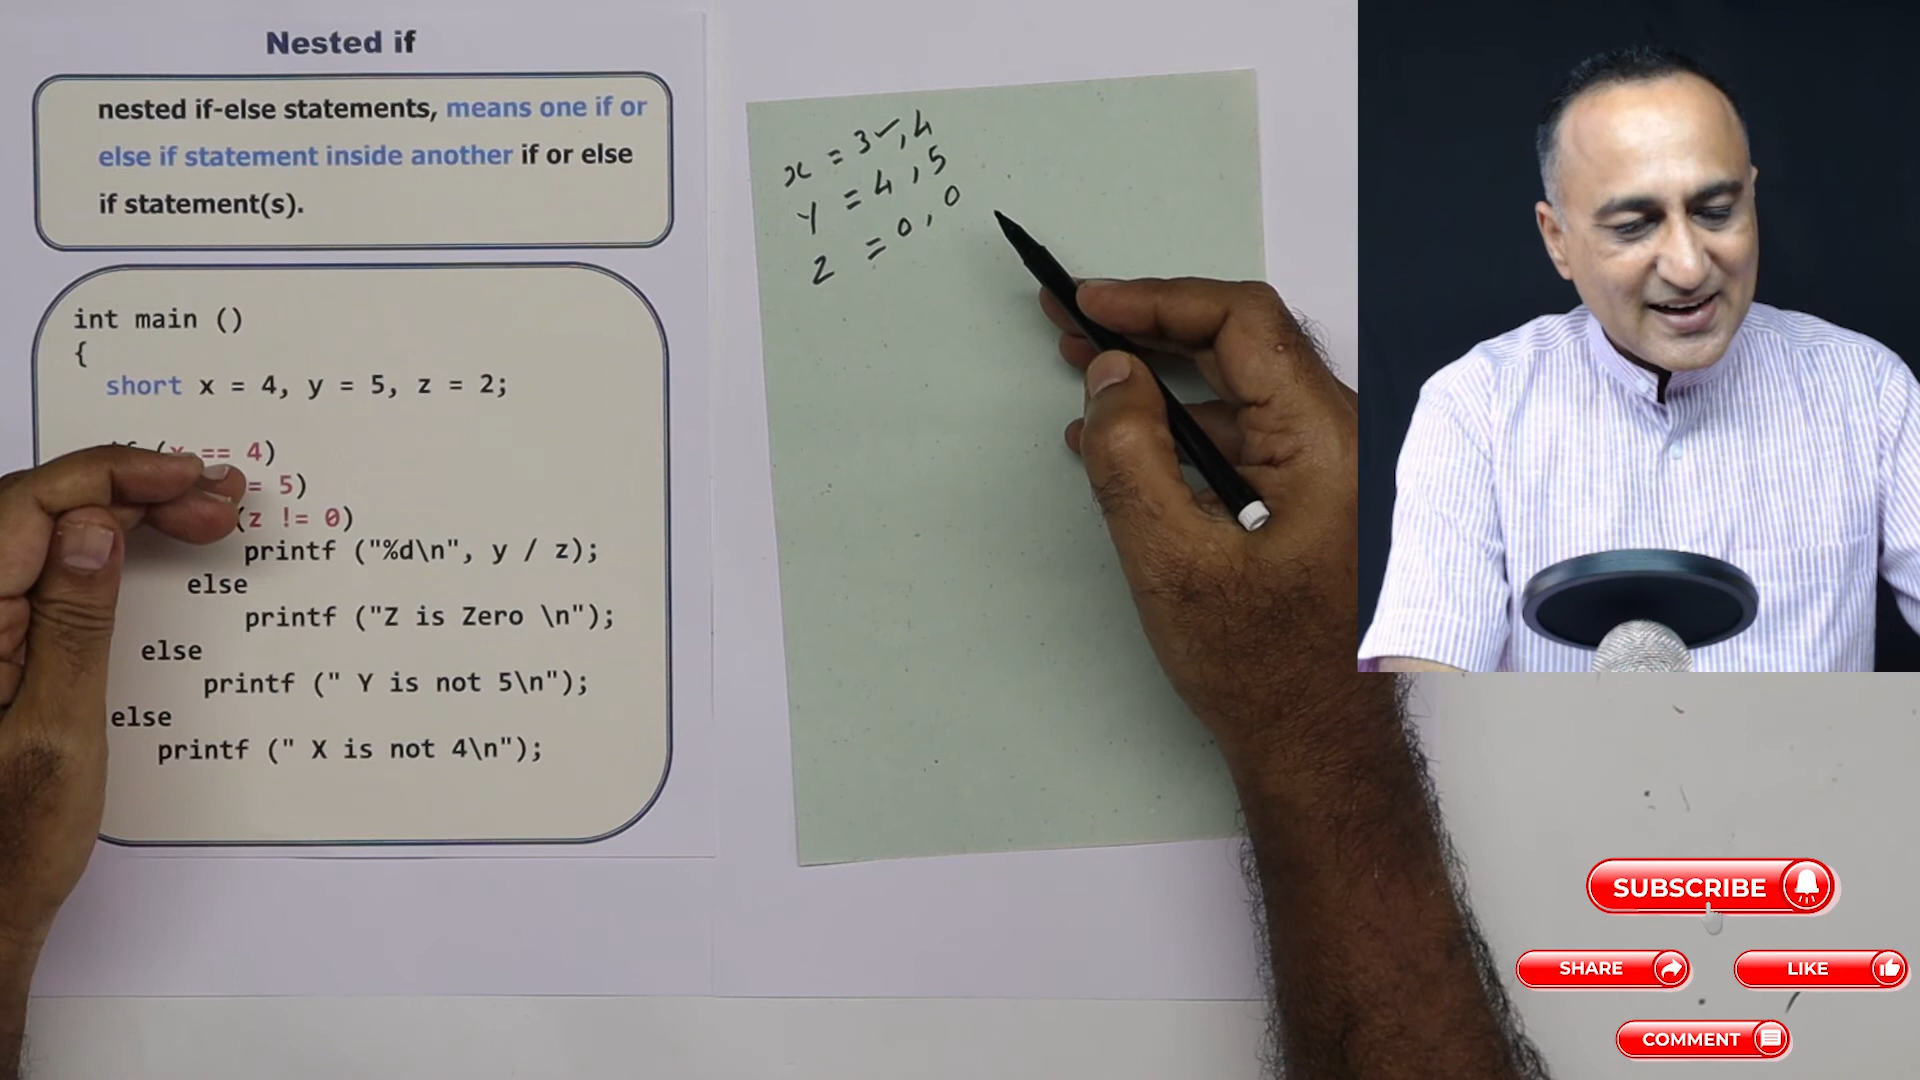 Nested if
nested if-else statements, means one if or
else if statement inside another if or else
if statement(s).
int main ()
{
short x = 4, y = 5, z = 2;
== 4)
= 5)
(z != 0)
printf ("%d\n", y / z);
else
printf ("Z is Zero \n");
else
printf (" Y is not 5\n");
else
printf (" X is not 4\n");
x = 3✓, 4
Y = 4, 5
Z = 0, 0
SUBSCRIBE
SHARE
LIKE
COMMENT